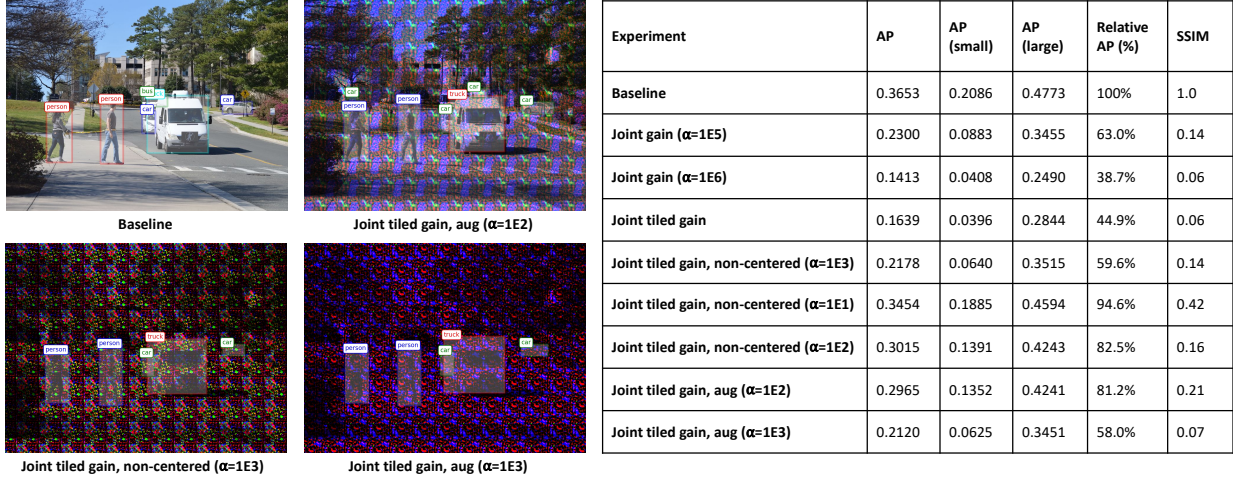 person
person
bus
car
car
Baseline
car
person
person
car
truck
car
car
Joint tiled gain, aug (α=1E2)
person
person
truck
car
car
Joint tiled gain, non-centered (α=1E3)
person
person
truck
car
car
Joint tiled gain, aug (α=1E3)
Experiment AP AP (small) AP (large) Relative AP (%) SSIM
Baseline 0.3653 0.2086 0.4773 100% 1.0
Joint gain (α=1E5) 0.2300 0.0883 0.3455 63.0% 0.14
Joint gain (α=1E6) 0.1413 0.0408 0.2490 38.7% 0.06
Joint tiled gain 0.1639 0.0396 0.2844 44.9% 0.06
Joint tiled gain, non-centered (α=1E3) 0.2178 0.0640 0.3515 59.6% 0.14
Joint tiled gain, non-centered (α=1E1) 0.3454 0.1885 0.4594 94.6% 0.42
Joint tiled gain, non-centered (α=1E2) 0.3015 0.1391 0.4243 82.5% 0.16
Joint tiled gain, aug (α=1E2) 0.2965 0.1352 0.4241 81.2% 0.21
Joint tiled gain, aug (α=1E3) 0.2120 0.0625 0.3451 58.0% 0.07